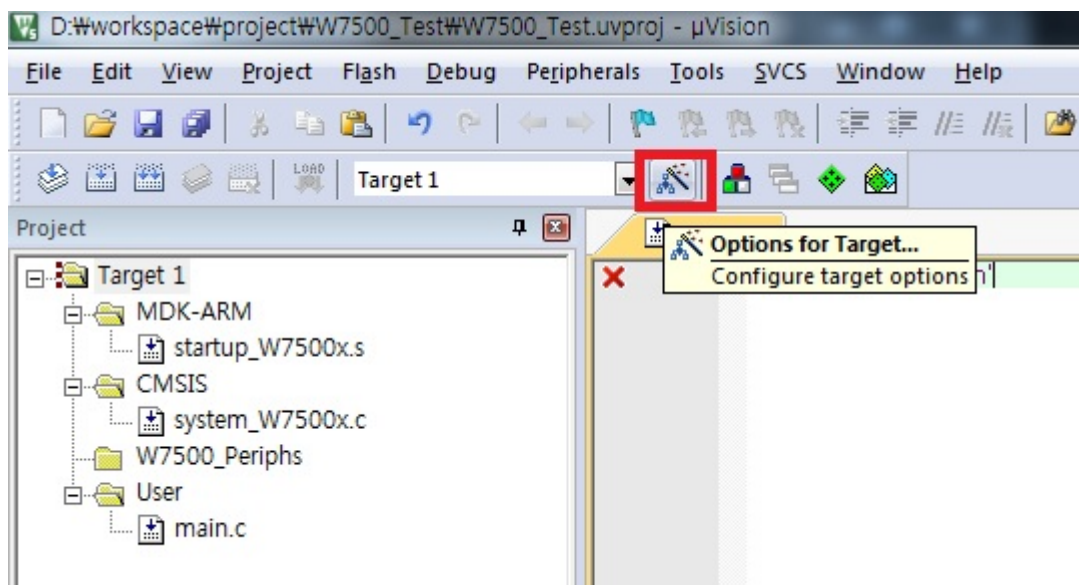 D:₩workspace₩project₩W7500_Test₩W7500_Test.uvproj - µVision
File Edit View Project Flash Debug Peripherals Tools SVCS Window Help
LOAD
Target 1
Project
Target 1
MDK-ARM
startup_W7500x.s
CMSIS
system_W7500x.c
W7500_Periphs
User
main.c
Options for Target...
Configure target options